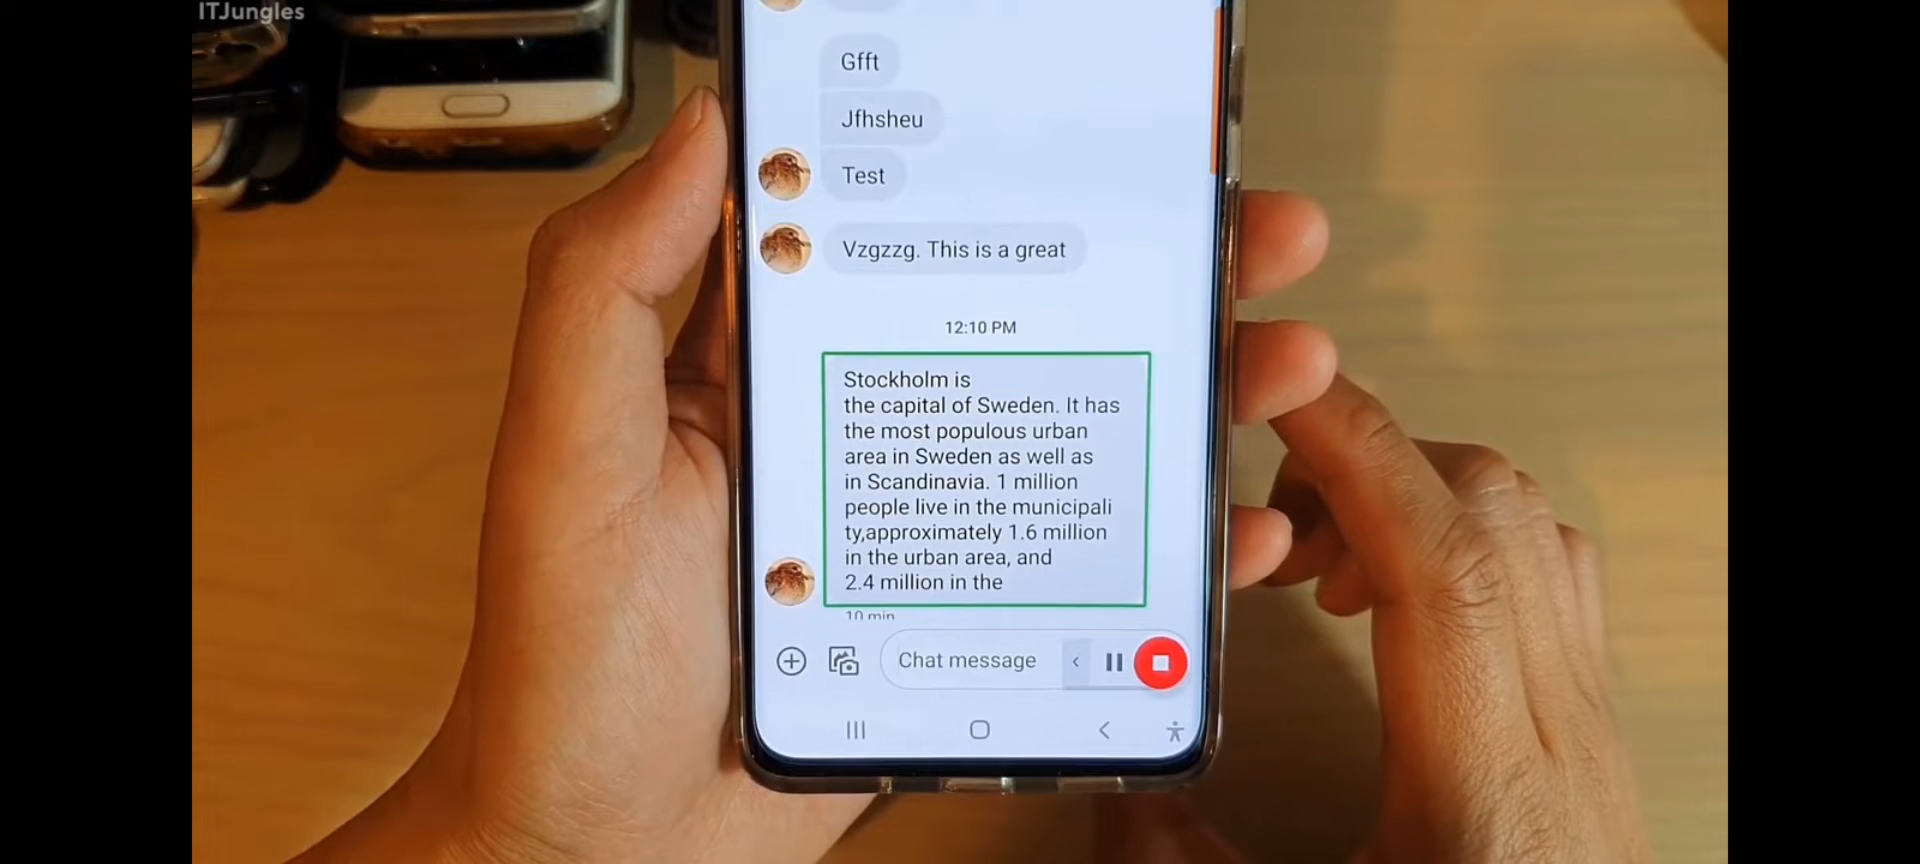 ITJungles
Gfft
Jfhsheu
Test
Vzgzzg. This is a great
12:10 PM
Stockholm is
the capital of Sweden. It has
the most populous urban
area in Sweden as well as
in Scandinavia. 1 million
people live in the municipali
ty,approximately 1.6 million
in the urban area, and
2.4 million in the
10 min
Chat message